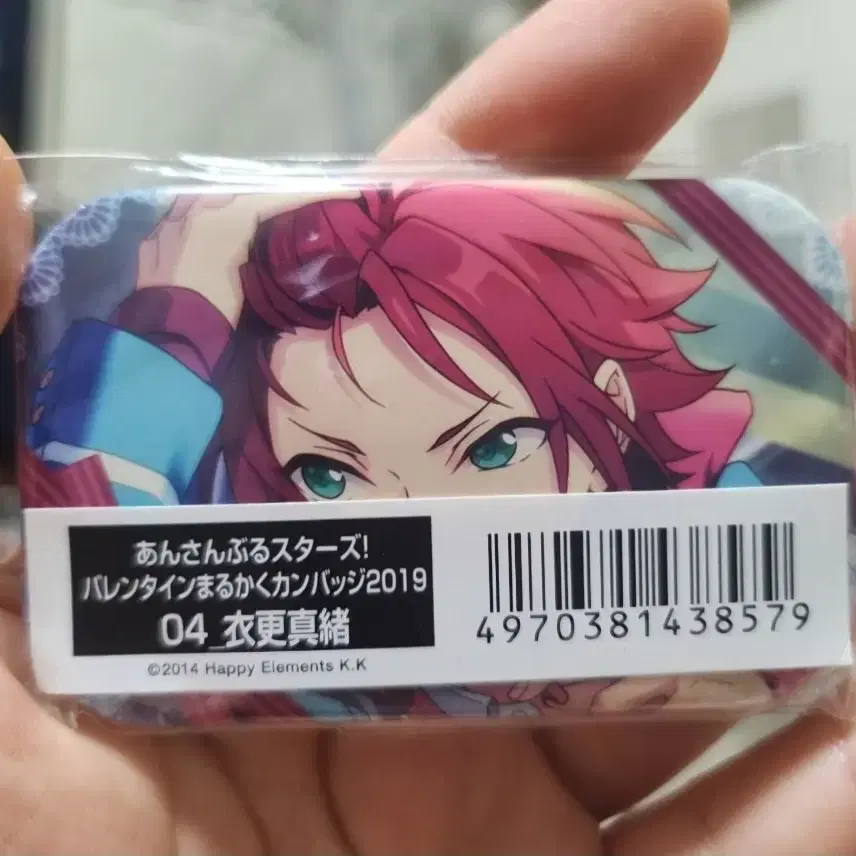 あんさんぶるスターズ!
バレンタインまるかくカンバッジ2019
04_衣更真緒
©2014 Happy Elements K.K
4970381438579